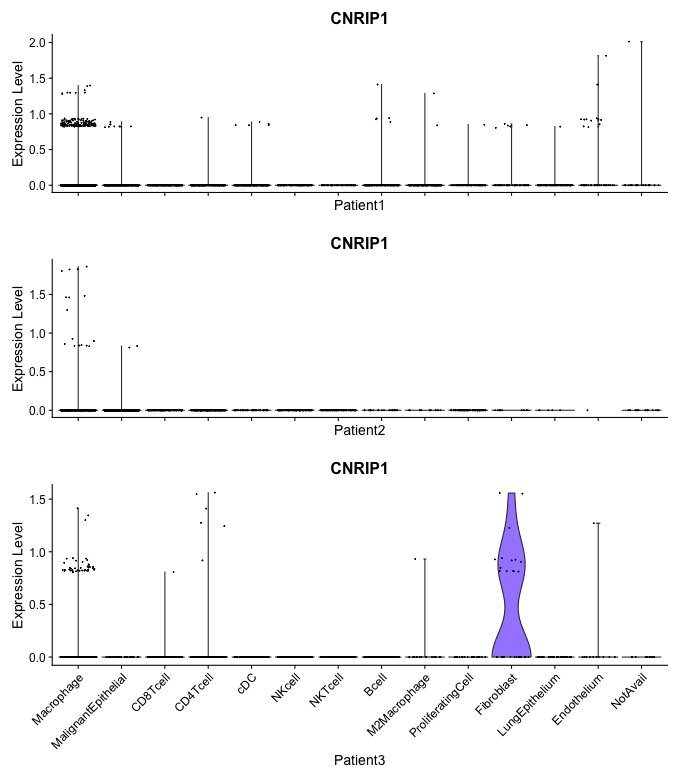 CNRIP1
Expression Level
2.0
1.5
1.0
0.5
0.0
Patient1
CNRIP1
Expression Level
1.5
1.0
0.5
0.0
Patient2
CNRIP1
Expression Level
1.5
1.0
0.5
0.0
Macrophage
MalignantEpithelial
CD8Tcell
CD4Tcell
cDC
NKcell
NKTcell
Bcell
M2Macrophage
ProliferatingCell
Fibroblast
LungEpithelium
Endothelium
NotAvail
Patient3